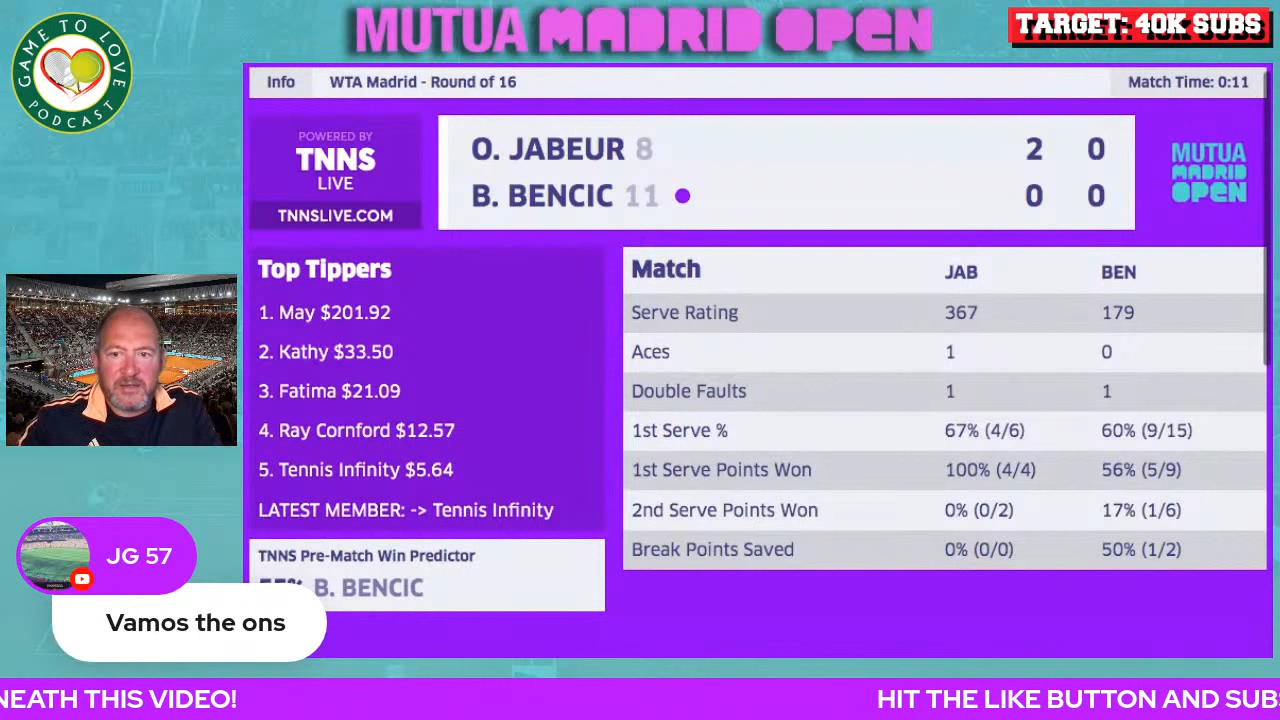 GAME TO LOVE
PODCAST
MUTUA MADRID OPEN
TARGET: 40K SUBS
Info WTA Madrid - Round of 16 Match Time: 0:11
POWERED BY
TNNS
LIVE
TNNSLIVE.COM
O. JABEUR 8 2 0
B. BENCIC 11 0 0
MUTUA
MADRID
OPEN
Top Tippers
1. May $201.92
2. Kathy $33.50
3. Fatima $21.09
4. Ray Cornford $12.57
5. Tennis Infinity $5.64
LATEST MEMBER: -> Tennis Infinity
TNNS Pre-Match Win Predictor
B. BENCIC
Match JAB BEN
Serve Rating 367 179
Aces 1 0
Double Faults 1 1
1st Serve % 67% (4/6) 60% (9/15)
1st Serve Points Won 100% (4/4) 56% (5/9)
2nd Serve Points Won 0% (0/2) 17% (1/6)
Break Points Saved 0% (0/0) 50% (1/2)
JG 57
Vamos the ons
NEATH THIS VIDEO! HIT THE LIKE BUTTON AND SUBS